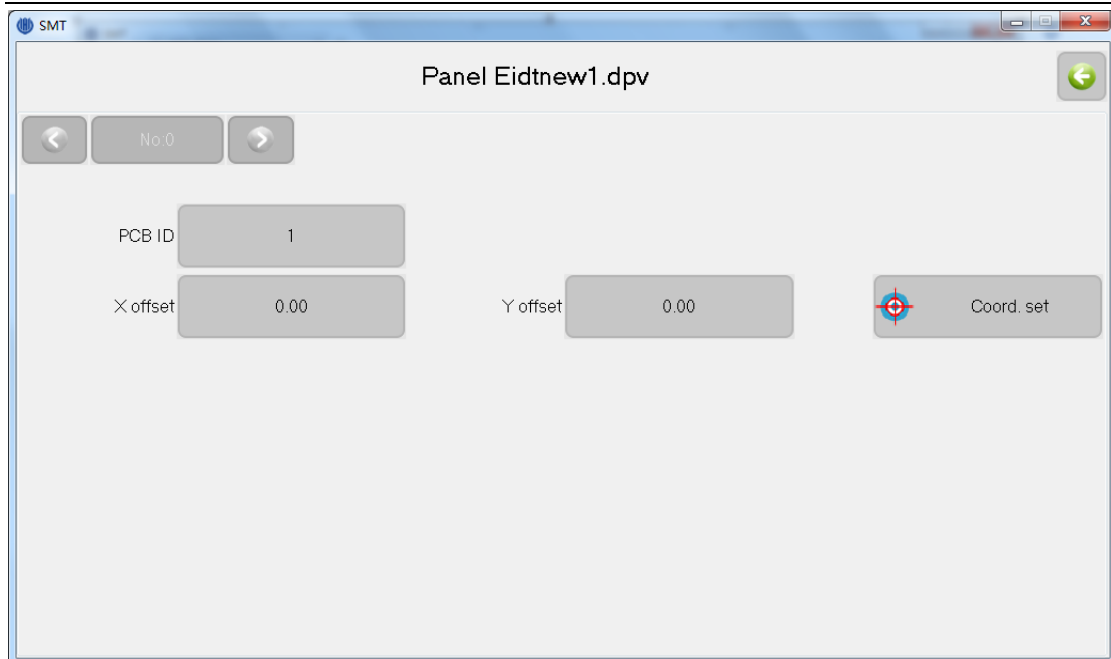 SMT
Panel Eidtnew1.dpv
No:0
PCB ID 1
X offset 0.00 Y offset 0.00 Coord. set